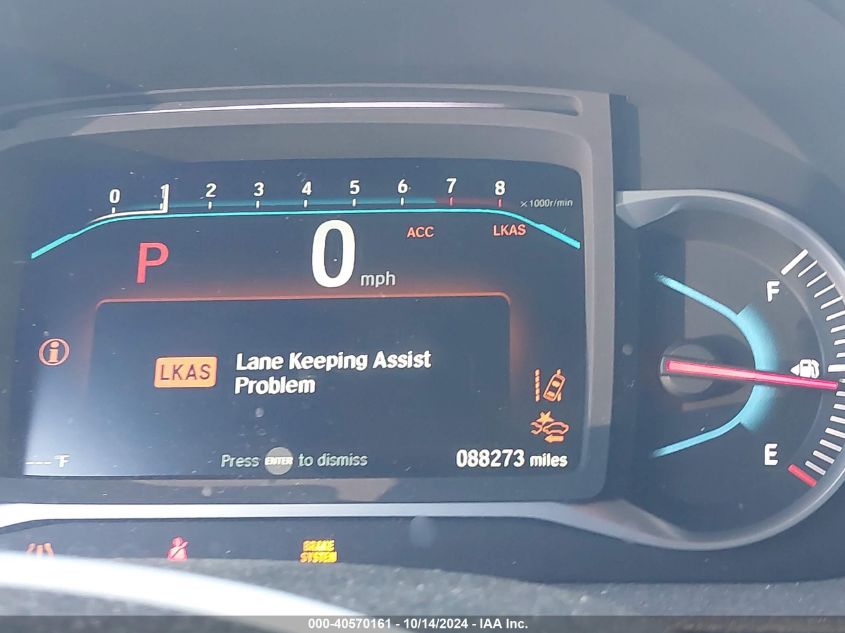 0 1 2 3 4 5 6 7 8 ×1000r/min
P 0 mph ACC LKAS
F
LKAS Lane Keeping Assist
Problem
E
---°F Press ENTER to dismiss 088273 miles
BRAKE
SYSTEM
000-40570161 - 10/14/2024 - IAA Inc.